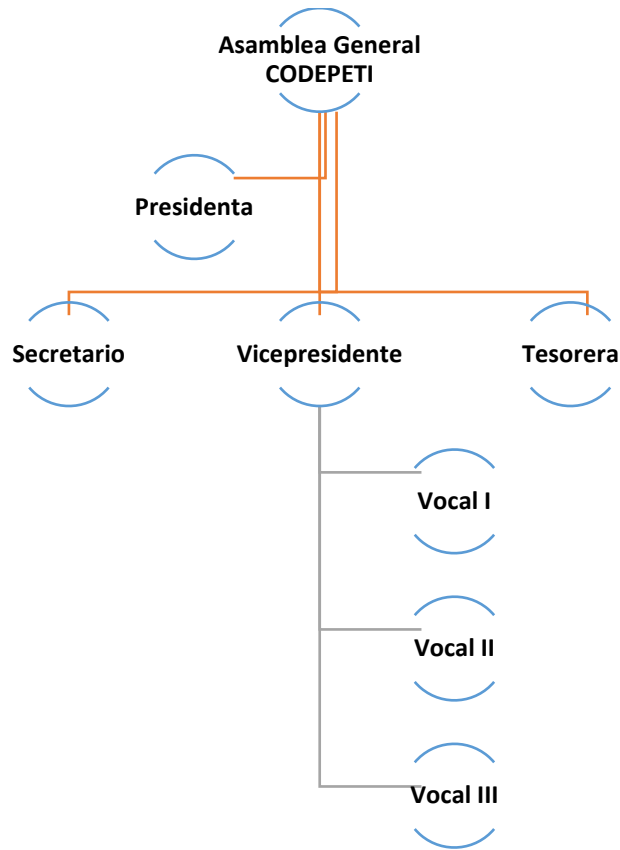 Asamblea General
CODEPETI
Presidenta
Secretario
Vicepresidente
Tesorera
Vocal I
Vocal II
Vocal III